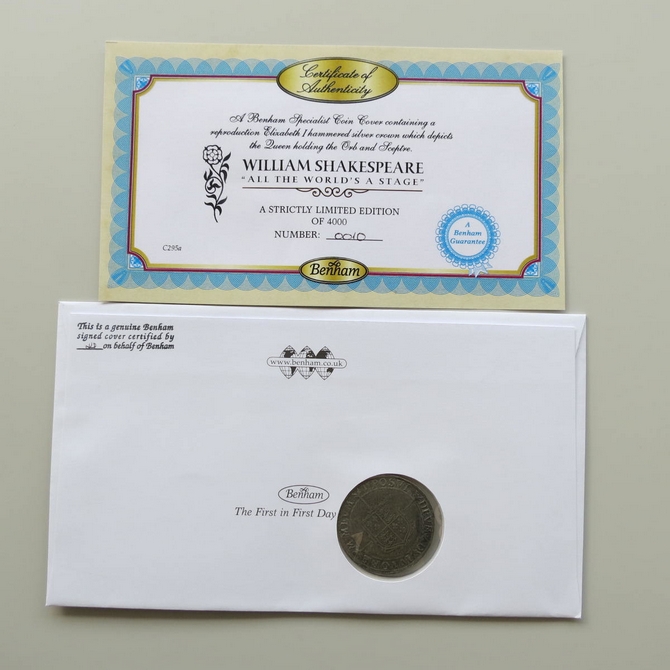 Certificate of
Authenticity
A Benham Specialist Coin Cover containing a
reproduction Elizabeth I hammered silver crown which depicts
the Queen holding the Orb and Sceptre.
WILLIAM SHAKESPEARE
"ALL THE WORLD'S A STAGE"
A STRICTLY LIMITED EDITION
OF 4000
NUMBER: 0010
A
Benham
Guarantee
C295a
Benham
This is a genuine Benham
signed cover certified by
on behalf of Benham
www.benham.co.uk
Benham
The First in First Day